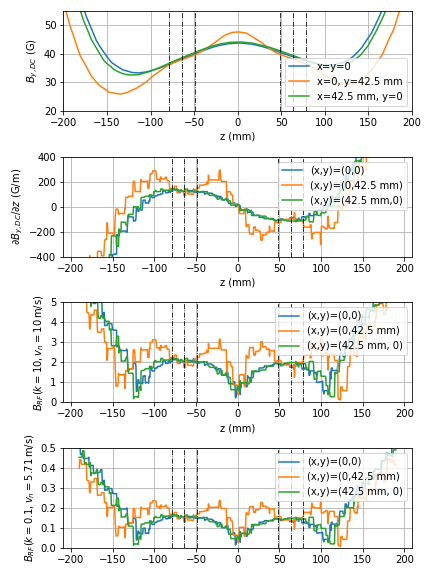 50
40
30
20
B_{y,DC} (G)
x=y=0
x=0, y=42.5 mm
x=42.5 mm, y=0
−200 −150 −100 −50 0 50 100 150 200
z (mm)
400
200
0
−200
−400
∂B_{y,DC}/∂z (G/m)
(x,y)=(0,0)
(x,y)=(0,42.5 mm)
(x,y)=(42.5 mm,0)
−200 −150 −100 −50 0 50 100 150 200
z (mm)
5
4
3
2
1
0
B_{RF}(k = 10, v_n = 10 m/s)
(x,y)=(0,0)
(x,y)=(0,42.5 mm)
(x,y)=(42.5 mm, 0)
−200 −150 −100 −50 0 50 100 150 200
z (mm)
0.5
0.4
0.3
0.2
0.1
0.0
B_{RF}(k = 0.1, v_n = 5.71 m/s)
(x,y)=(0,0)
(x,y)=(0,42.5 mm)
(x,y)=(42.5 mm, 0)
−200 −150 −100 −50 0 50 100 150 200
z (mm)